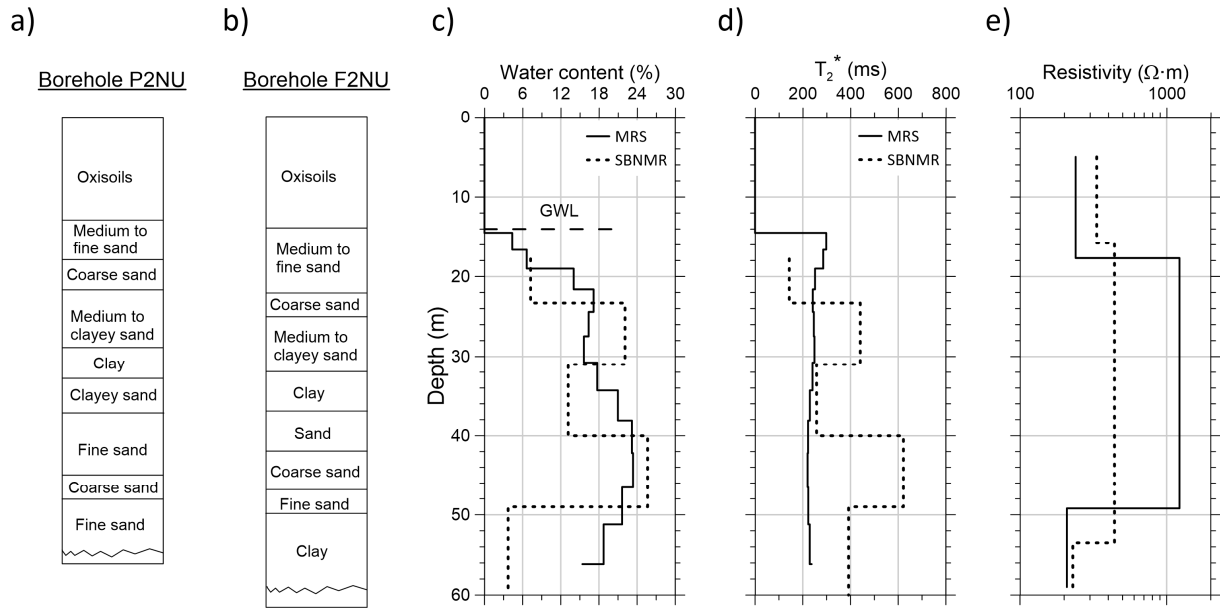 a)
Borehole P2NU
Oxisoils
Medium to
fine sand
Coarse sand
Medium to
clayey sand
Clay
Clayey sand
Fine sand
Coarse sand
Fine sand
b)
Borehole F2NU
Oxisoils
Medium to
fine sand
Coarse sand
Medium to
clayey sand
Clay
Sand
Coarse sand
Fine sand
Clay
c)
Water content (%)
0 6 12 18 24 30
MRS
SBNMR
GWL
Depth (m)
0
10
20
30
40
50
60
d)
T₂* (ms)
0 200 400 600 800
MRS
SBNMR
e)
Resistivity (Ω·m)
100 1000